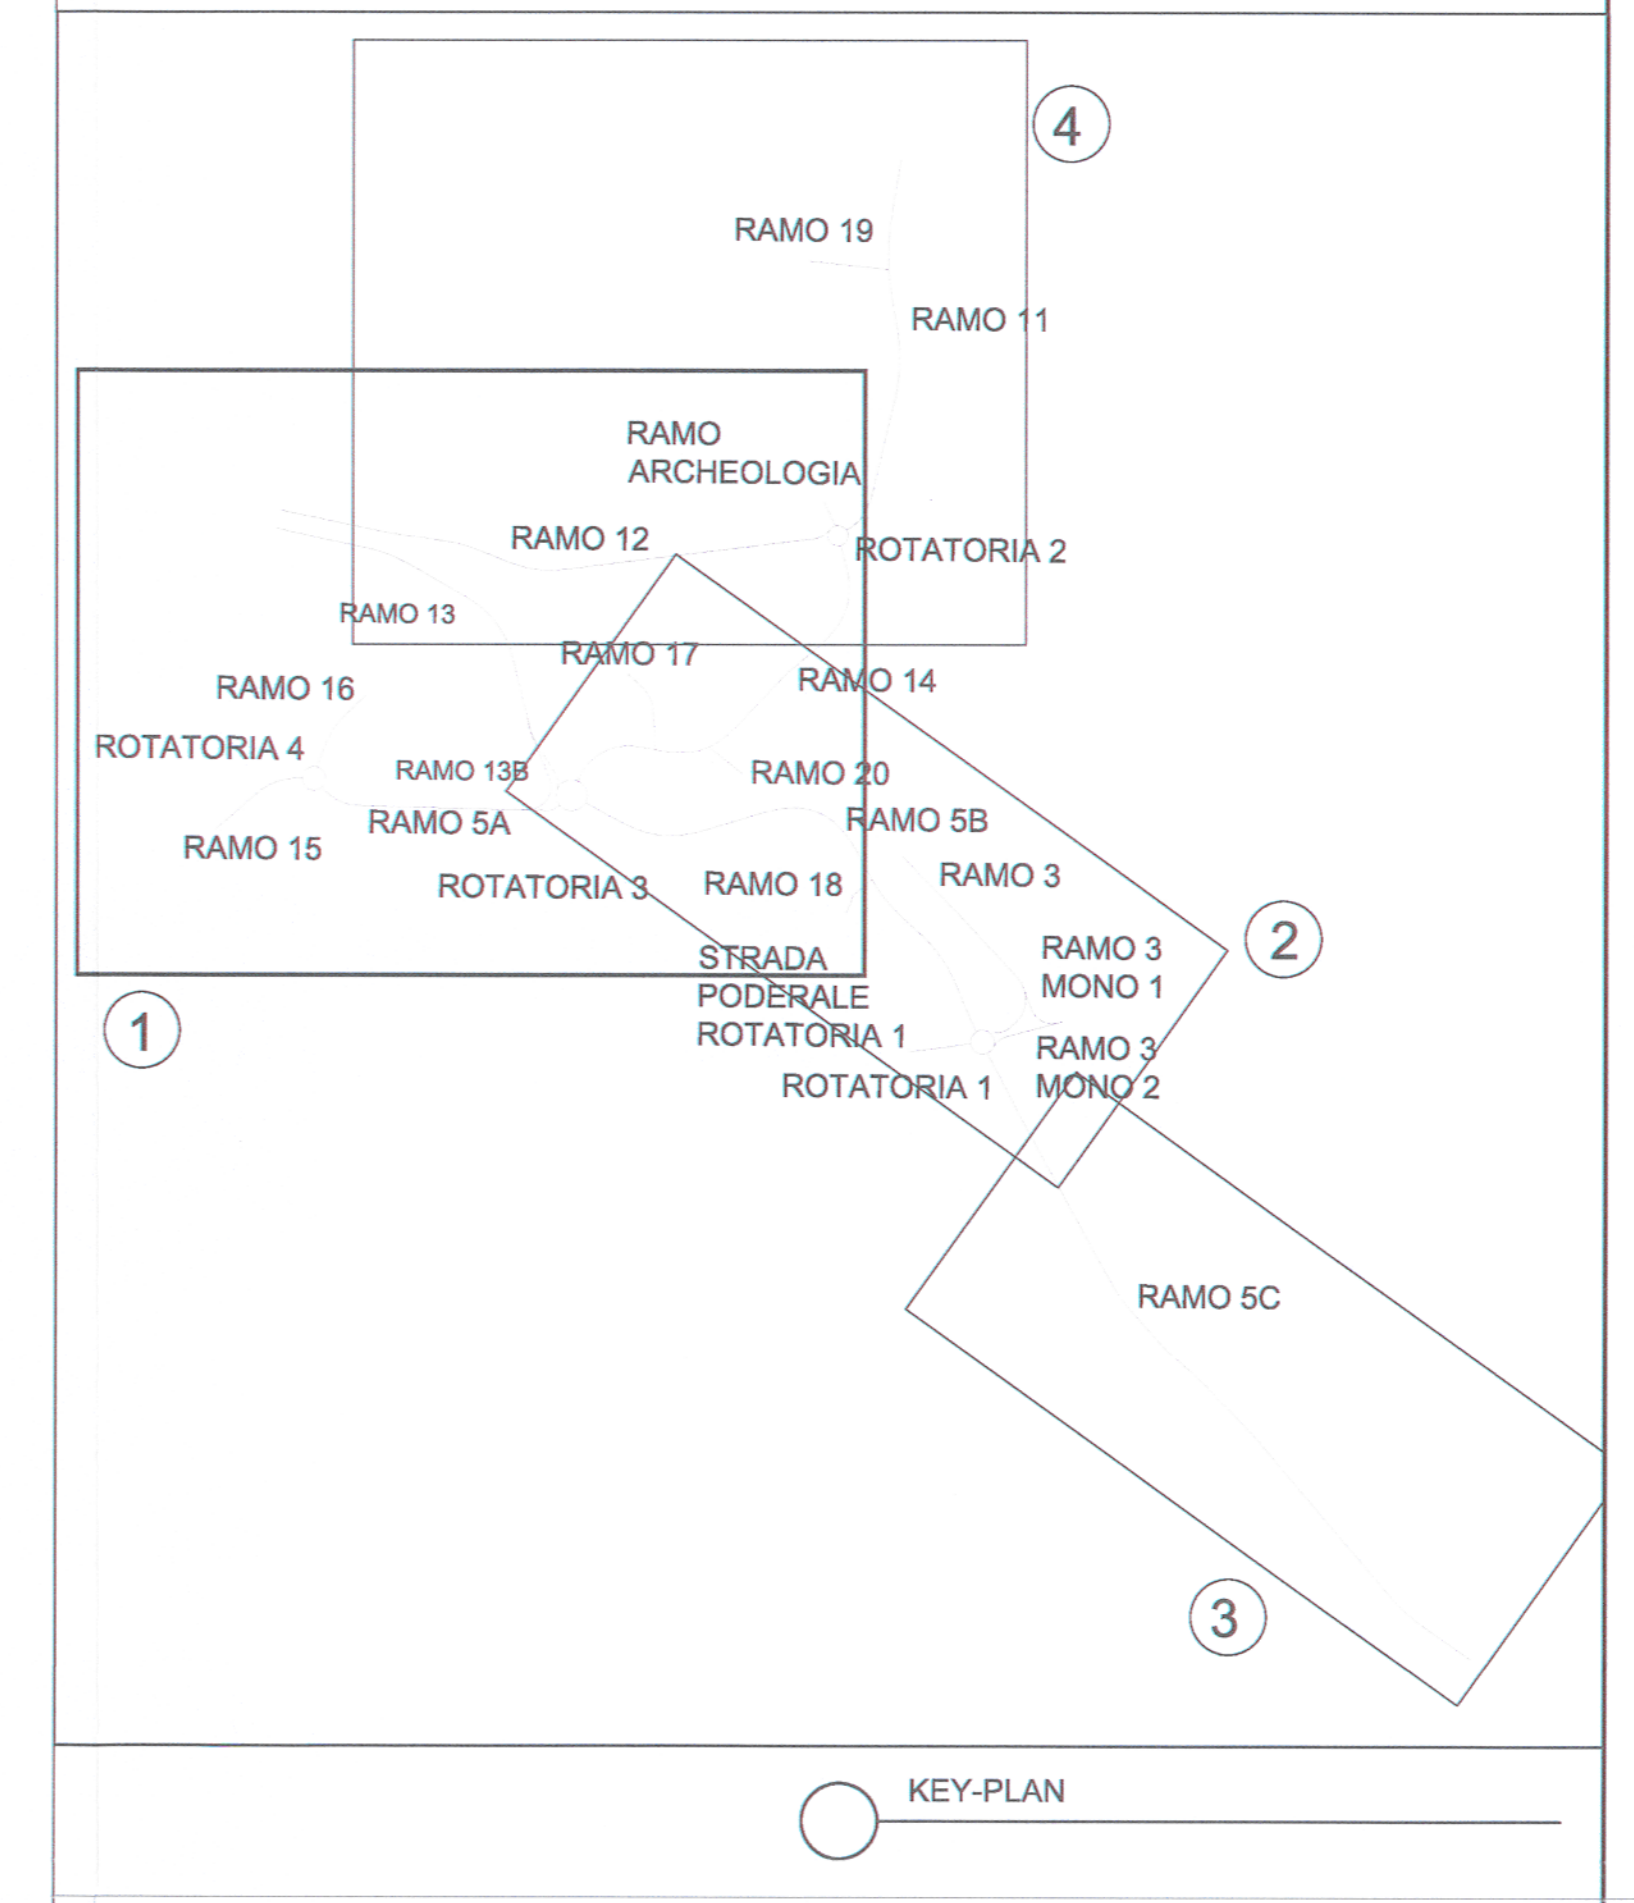 4
RAMO 19
RAMO 11
RAMO
ARCHEOLOGIA
RAMO 12
ROTATORIA 2
RAMO 13
RAMO 17
RAMO 14
RAMO 16
ROTATORIA 4
RAMO 13B
RAMO 20
RAMO 5A
RAMO 5B
RAMO 15
RAMO 3
ROTATORIA 3
RAMO 18
2
RAMO 3
MONO 1
STRADA
PODERALE
ROTATORIA 1
1
RAMO 3
MONO 2
ROTATORIA 1
RAMO 5C
3
KEY-PLAN